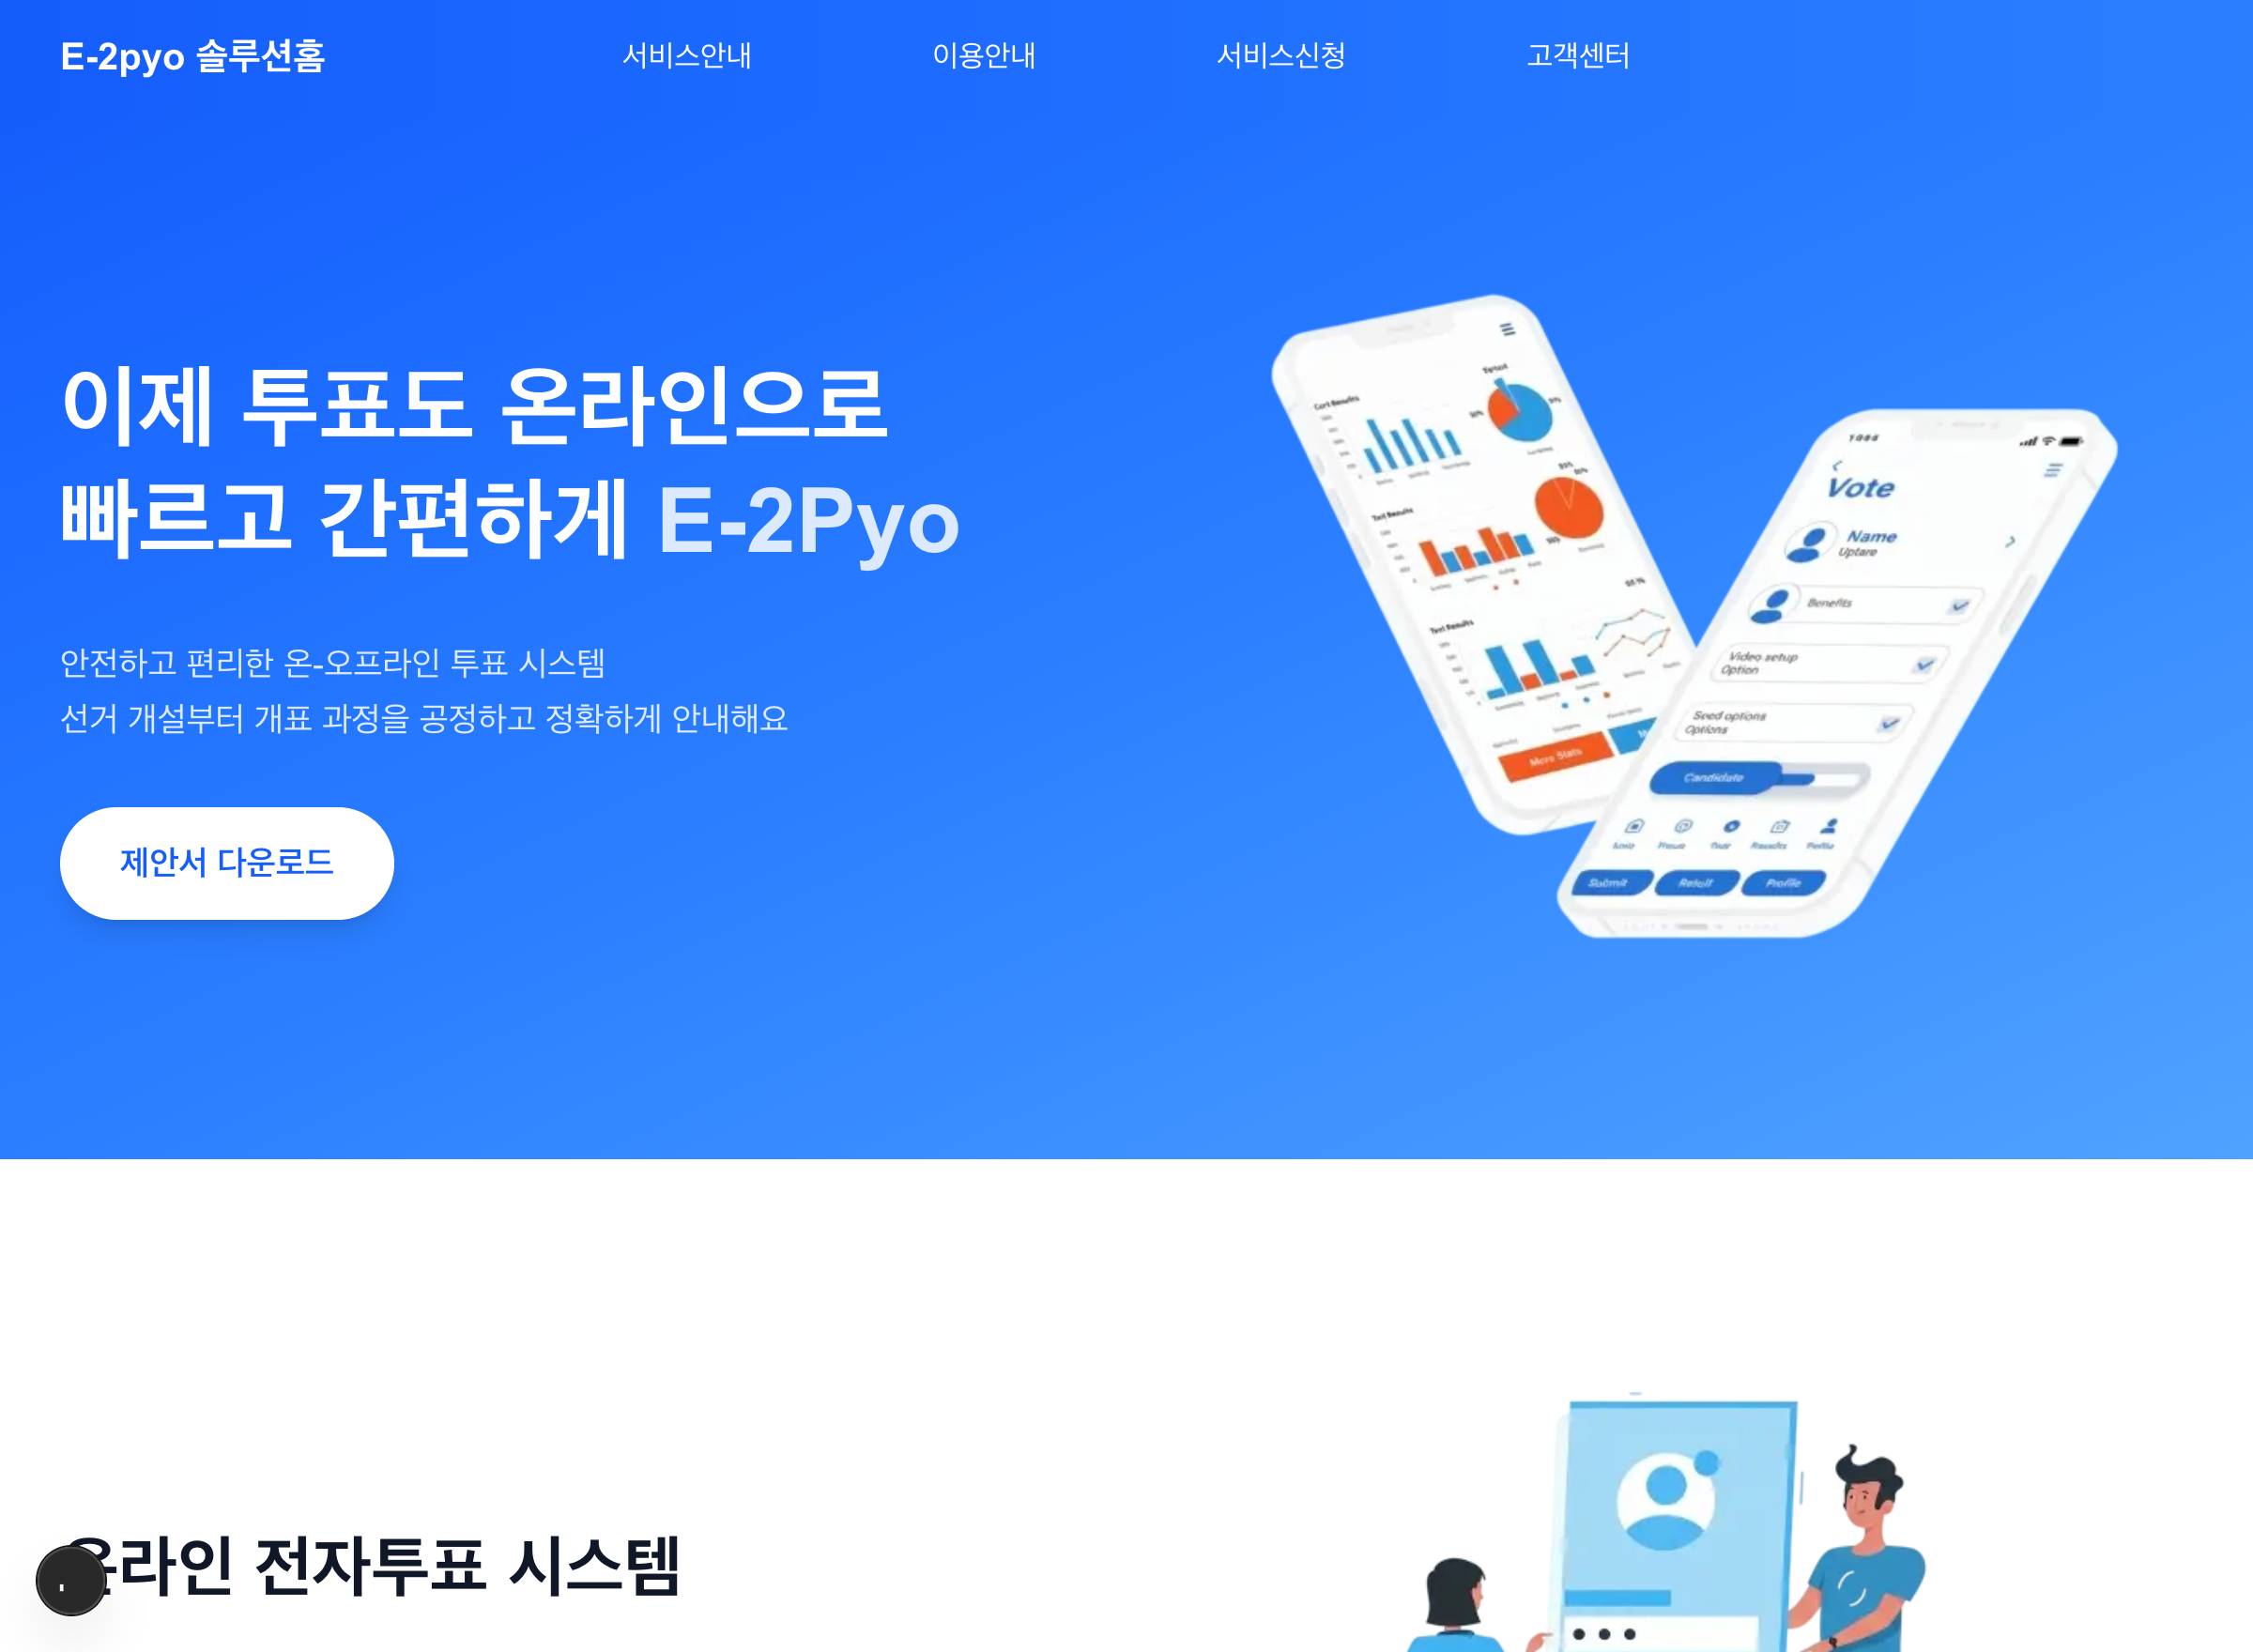 E-2pyo 솔루션홈
서비스안내
이용안내
서비스신청
고객센터
이제 투표도 온라인으로
빠르고 간편하게 E-2Pyo
안전하고 편리한 온-오프라인 투표 시스템
선거 개설부터 개표 과정을 공정하고 정확하게 안내해요
제안서 다운로드
More Stats
Vote
Name
Uptare
Benefits
Video setup
Option
Seed options
Options
Candidate
Submit
Profile
온라인 전자투표 시스템